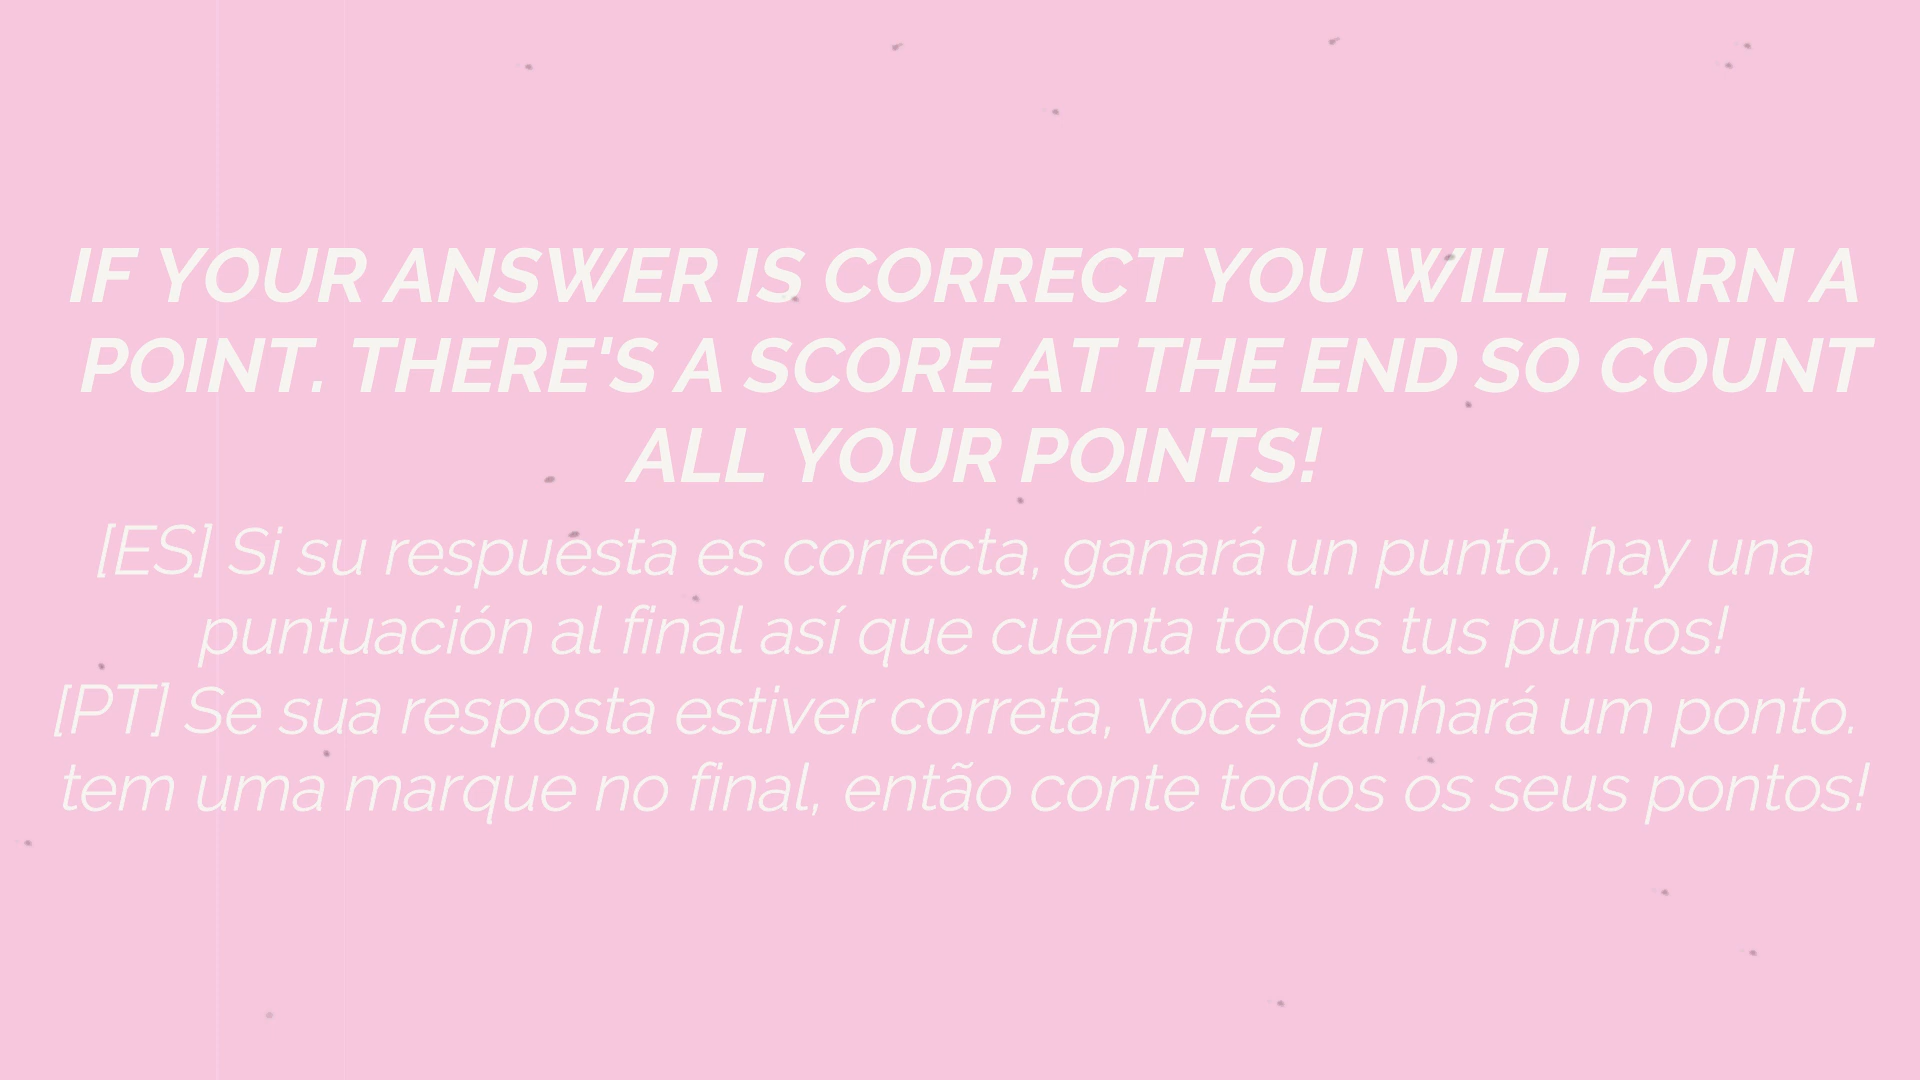 IF YOUR ANSWER IS CORRECT YOU WILL EARN A
POINT. THERE'S A SCORE AT THE END SO COUNT
ALL YOUR POINTS!
[ES] Si su respuesta es correcta, ganará un punto. hay una
puntuación al final así que cuenta todos tus puntos!
[PT] Se sua resposta estiver correta, você ganhará um ponto.
tem uma marque no final, então conte todos os seus pontos!